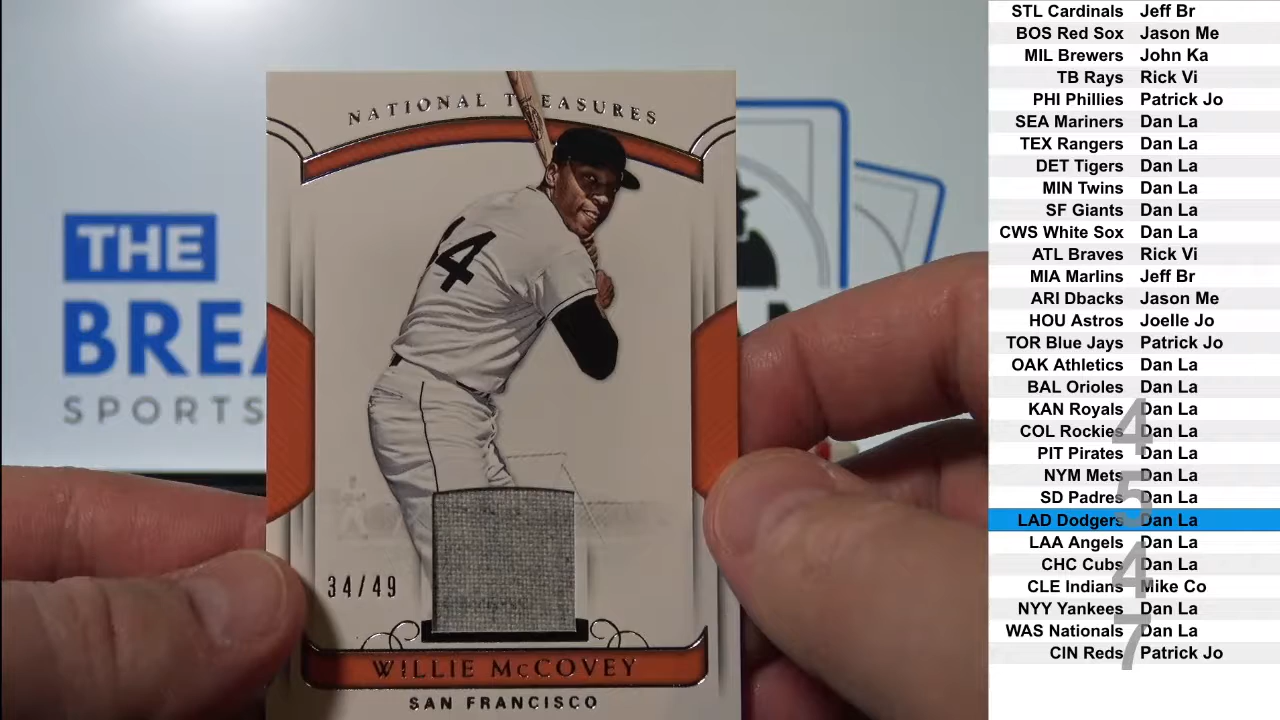 NATIONAL TREASURES
44
THE
BREA
SPORTS
34/49
WILLIE McCOVEY
SAN FRANCISCO
STL Cardinals Jeff Br
BOS Red Sox Jason Me
MIL Brewers John Ka
TB Rays Rick Vi
PHI Phillies Patrick Jo
SEA Mariners Dan La
TEX Rangers Dan La
DET Tigers Dan La
MIN Twins Dan La
SF Giants Dan La
CWS White Sox Dan La
ATL Braves Rick Vi
MIA Marlins Jeff Br
ARI Dbacks Jason Me
HOU Astros Joelle Jo
TOR Blue Jays Patrick Jo
OAK Athletics Dan La
BAL Orioles Dan La
KAN Royals Dan La
COL Rockies Dan La
PIT Pirates Dan La
NYM Mets Dan La
SD Padres Dan La
LAD Dodgers Dan La
LAA Angels Dan La
CHC Cubs Dan La
CLE Indians Mike Co
NYY Yankees Dan La
WAS Nationals Dan La
CIN Reds Patrick Jo
4
5
4
7